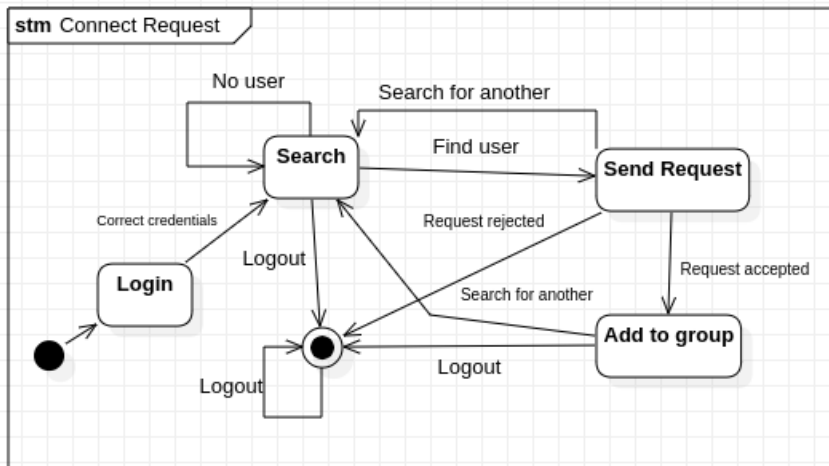 stm Connect Request
No user
Search for another
Search
Find user
Send Request
Correct credentials
Request rejected
Logout
Login
Request accepted
Search for another
Add to group
Logout
Logout